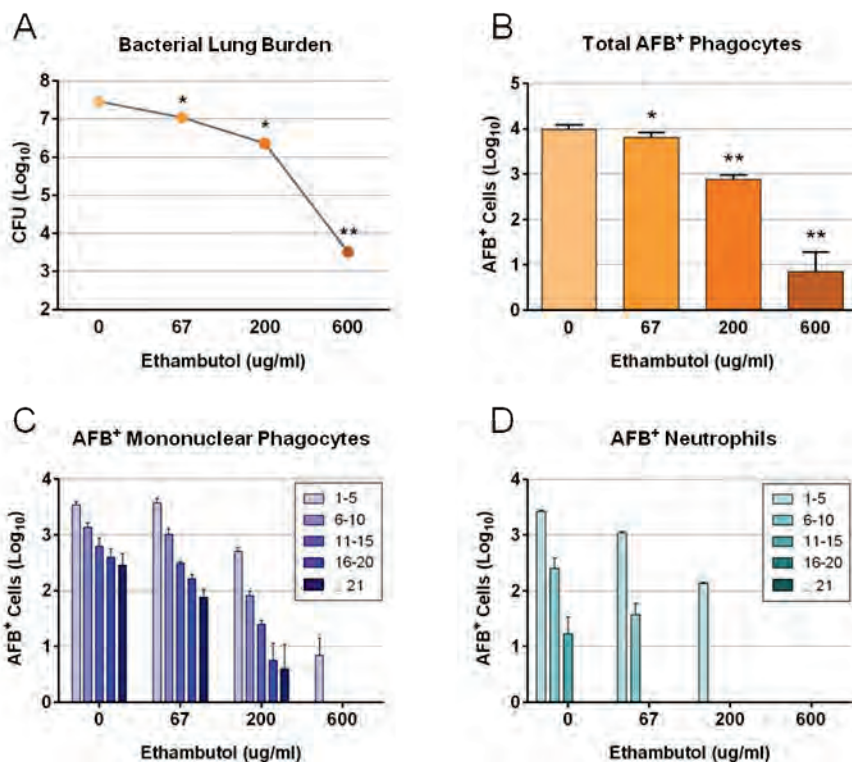 A
Bacterial Lung Burden
8
7
6
5
4
3
2
CFU (Log10)
*
*
**
0 67 200 600
Ethambutol (ug/ml)
B
Total AFB+ Phagocytes
5
4
3
2
1
0
AFB+ Cells (Log10)
*
**
**
0 67 200 600
Ethambutol (ug/ml)
C
AFB+ Mononuclear Phagocytes
4
3
2
1
0
AFB+ Cells (Log10)
1-5
6-10
11-15
16-20
21
0 67 200 600
Ethambutol (ug/ml)
D
AFB+ Neutrophils
4
3
2
1
0
AFB+ Cells (Log10)
1-5
6-10
11-15
16-20
21
0 67 200 600
Ethambutol (ug/ml)